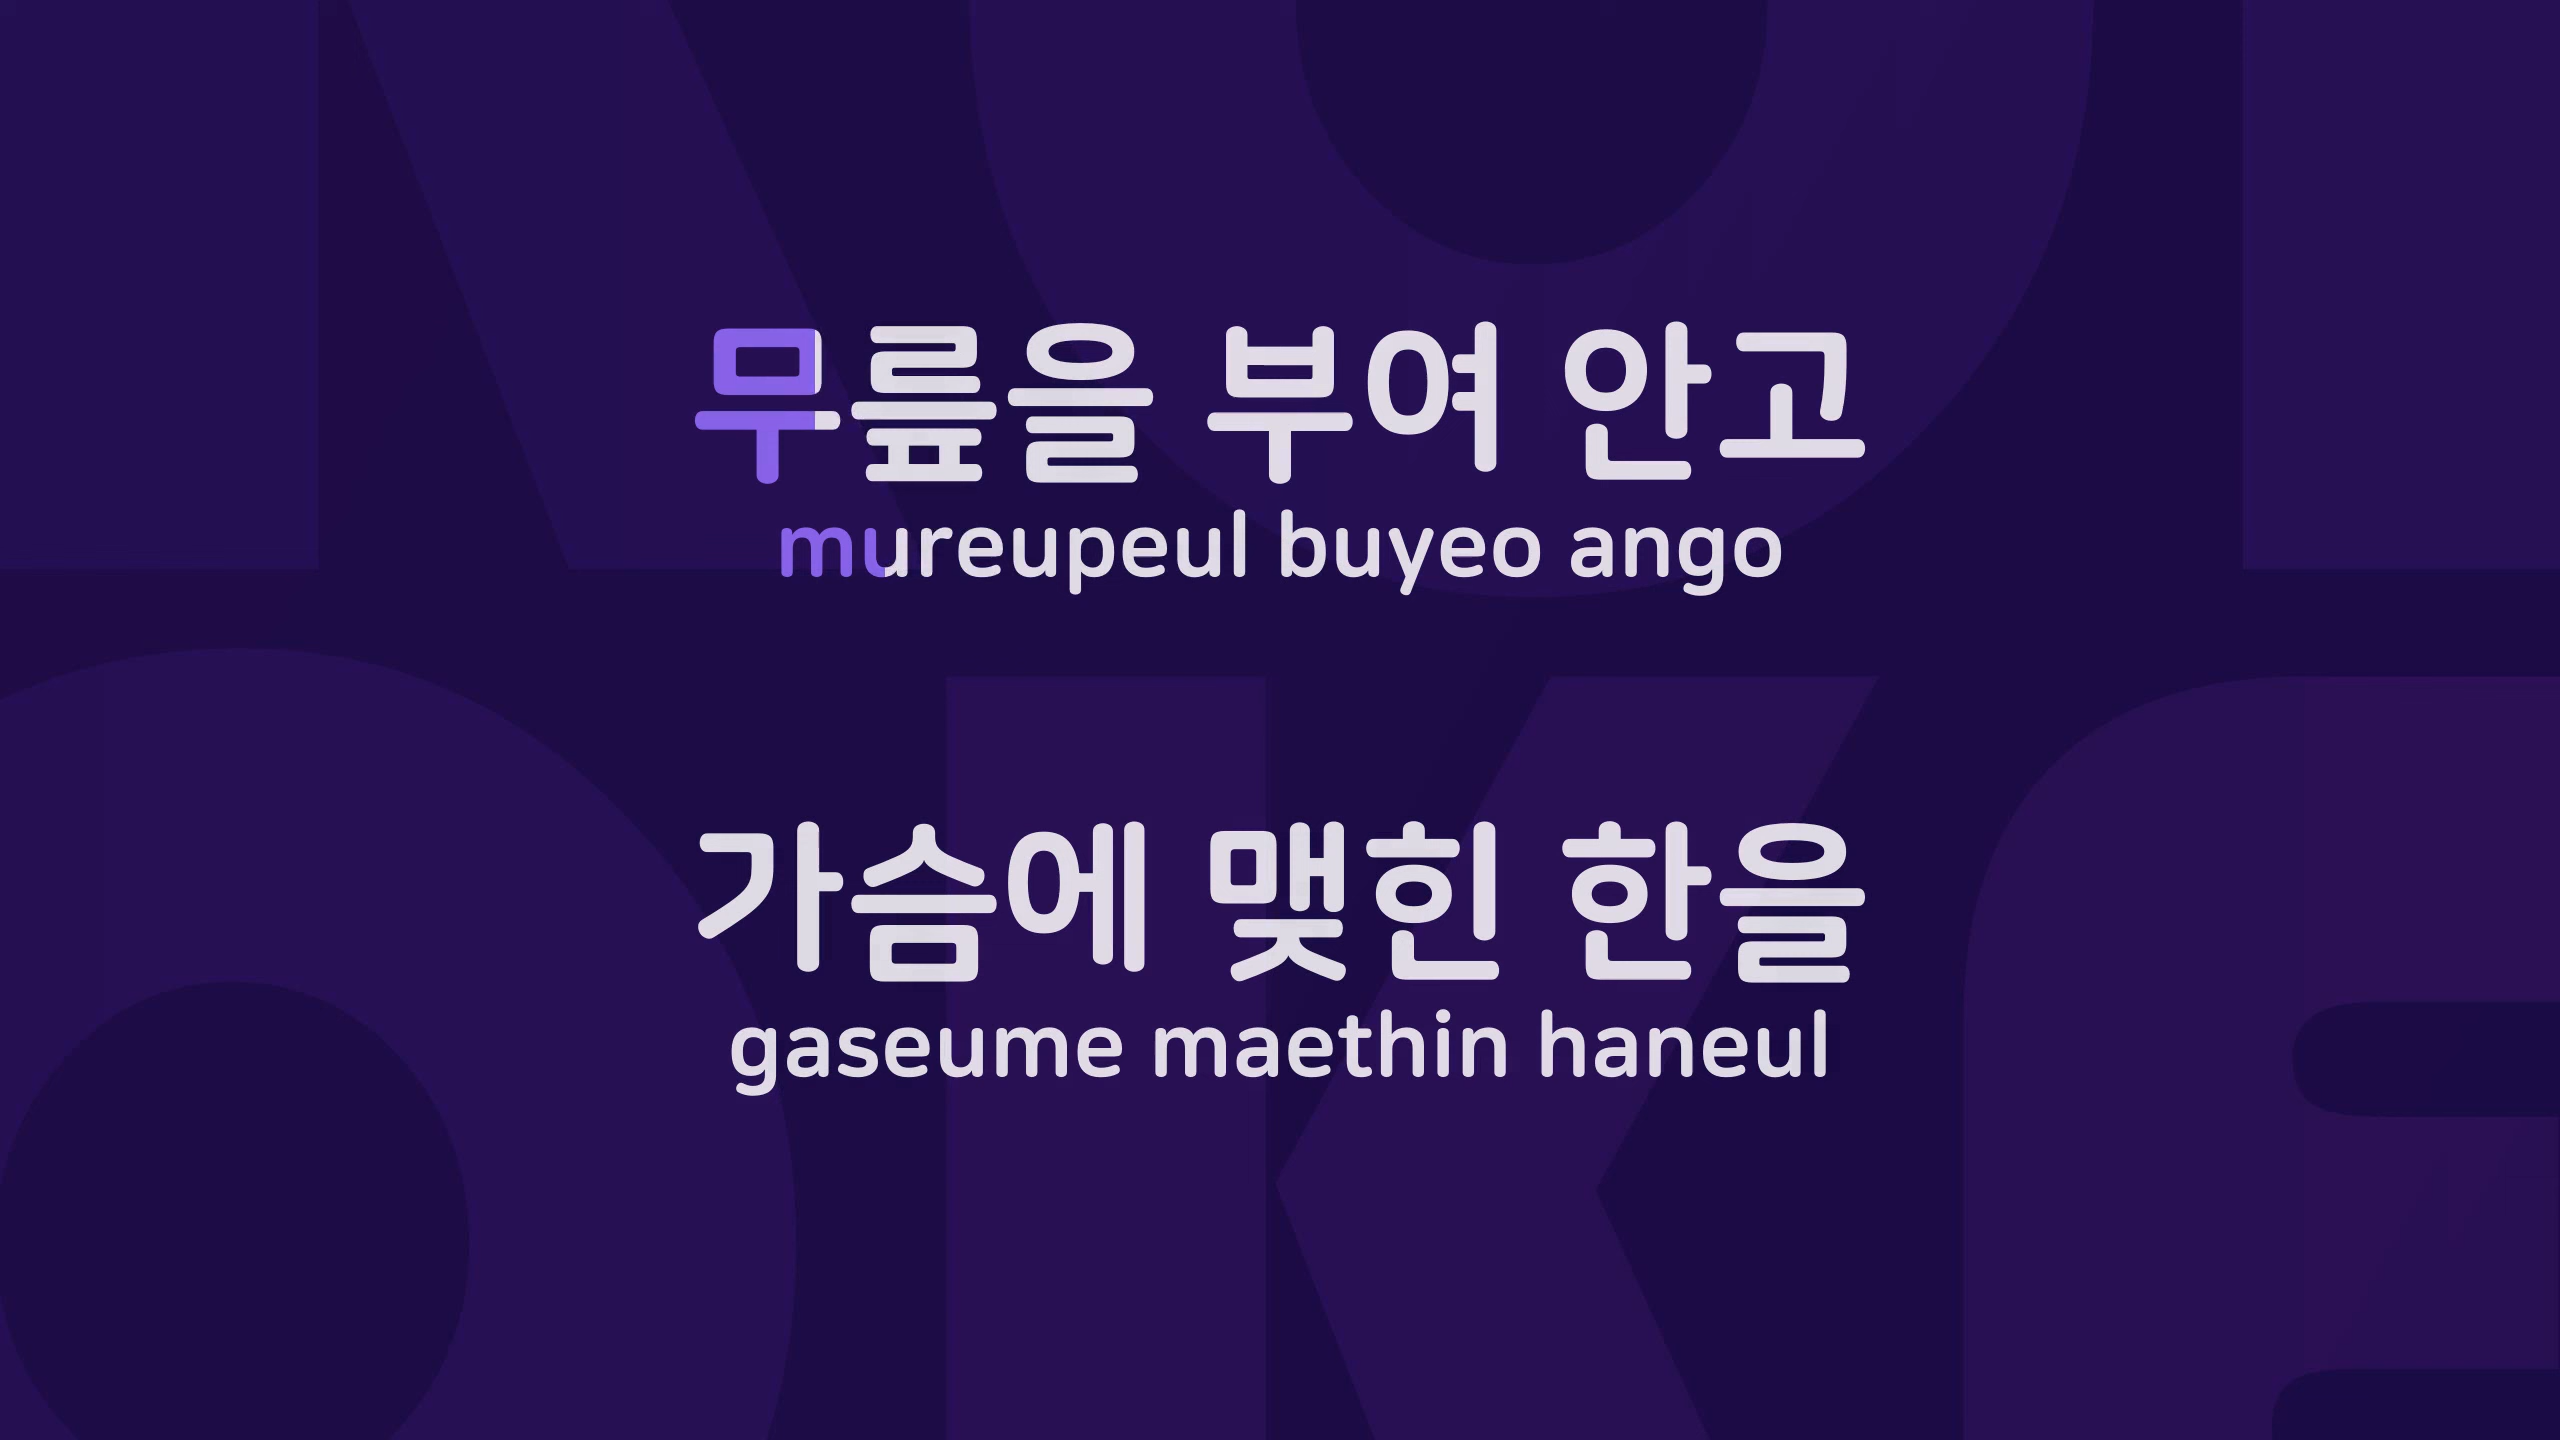 무릎을 부여 안고
mureupeul buyeo ango
가슴에 맺힌 한을
gaseume maethin haneul